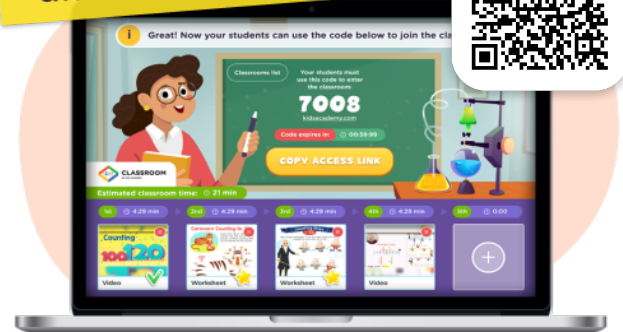 Great! Now your students can use the code below to join the cla
Classrooms list
Your students must
use this code to enter
the classroom:
7008
kidsacademy.com
Code expires in: 00:59:99
COPY ACCESS LINK
CLASSROOM
Estimated classroom time: 21 min
1st 4:29 min
2nd 4:29 min
3rd 4:29 min
4th 4:29 min
5th 0:00
Counting
100 120
Video
Worksheet
Worksheet
Video